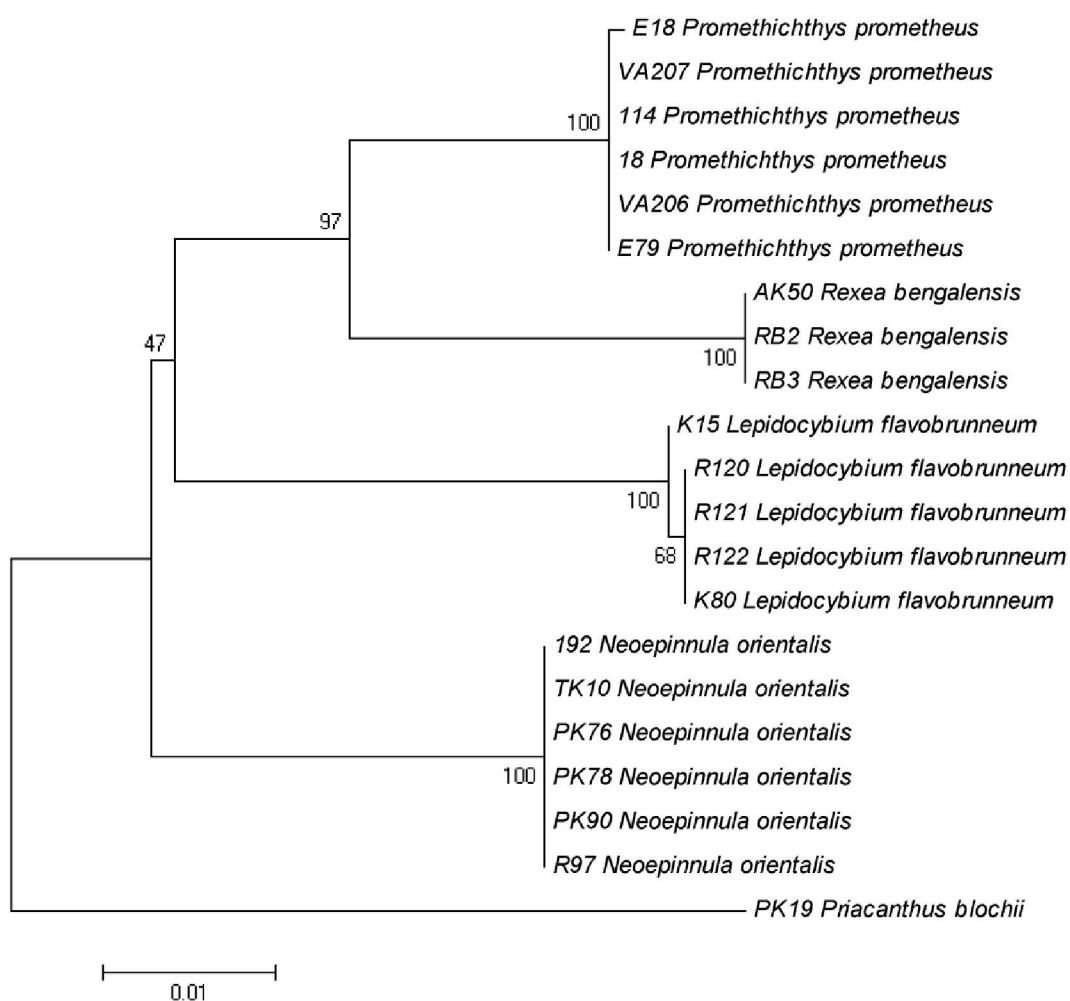 E18 Promethichthys prometheus
VA207 Promethichthys prometheus
100
114 Promethichthys prometheus
18 Promethichthys prometheus
97
VA206 Promethichthys prometheus
E79 Promethichthys prometheus
AK50 Rexea bengalensis
47
RB2 Rexea bengalensis
100
RB3 Rexea bengalensis
K15 Lepidocybium flavobrunneum
R120 Lepidocybium flavobrunneum
100
R121 Lepidocybium flavobrunneum
68
R122 Lepidocybium flavobrunneum
K80 Lepidocybium flavobrunneum
192 Neoepinnula orientalis
TK10 Neoepinnula orientalis
PK76 Neoepinnula orientalis
100
PK78 Neoepinnula orientalis
PK90 Neoepinnula orientalis
R97 Neoepinnula orientalis
PK19 Priacanthus blochii
0.01